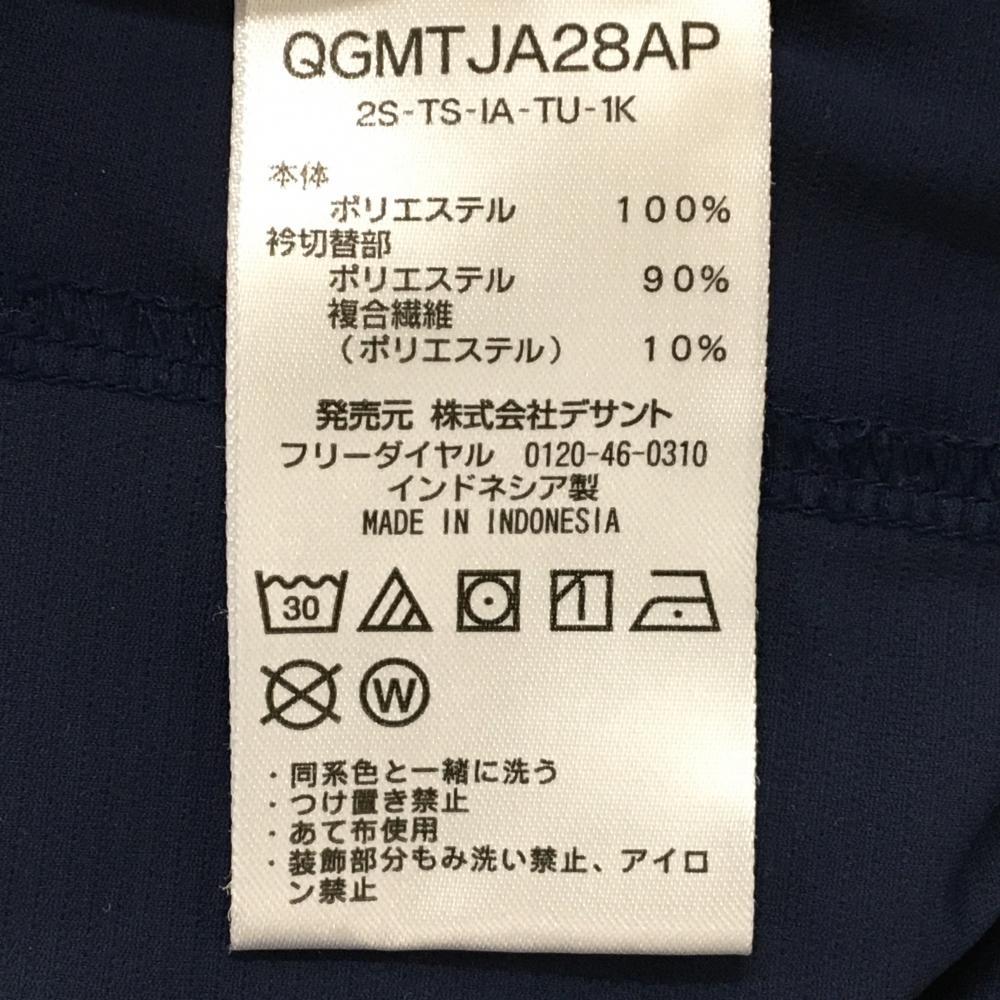 QGMTJA28AP
2S-TS-IA-TU-1K
本体
ポリエステル 100%
衿切替部
ポリエステル 90%
複合繊維
(ポリエステル) 10%
発売元 株式会社デサント
フリーダイヤル 0120-46-0310
インドネシア製
MADE IN INDONESIA
30
W
・同系色と一緒に洗う
・つけ置き禁止
・あて布使用
・装飾部分もみ洗い禁止、アイロ
ン禁止